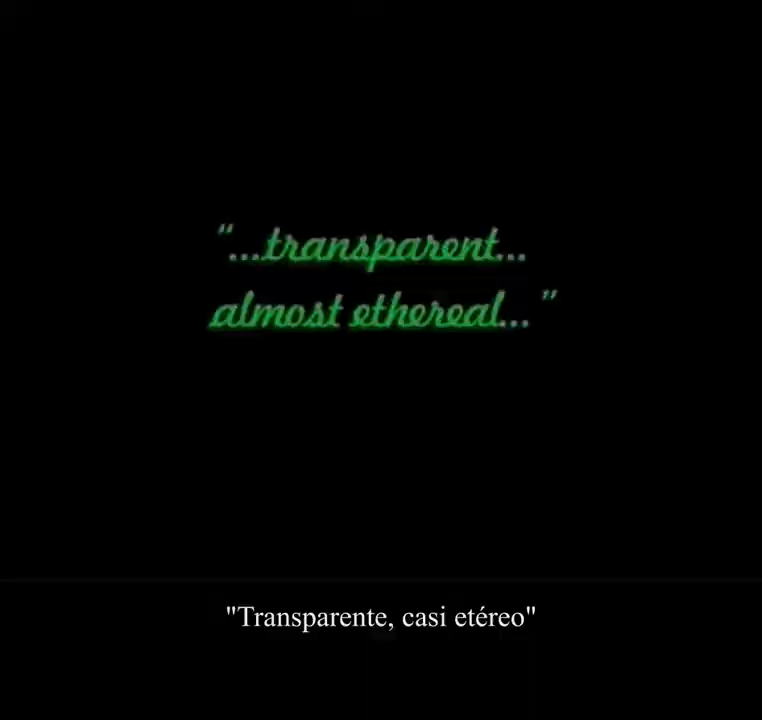 "...transparent...
almost ethereal..."
"Transparente, casi etéreo"